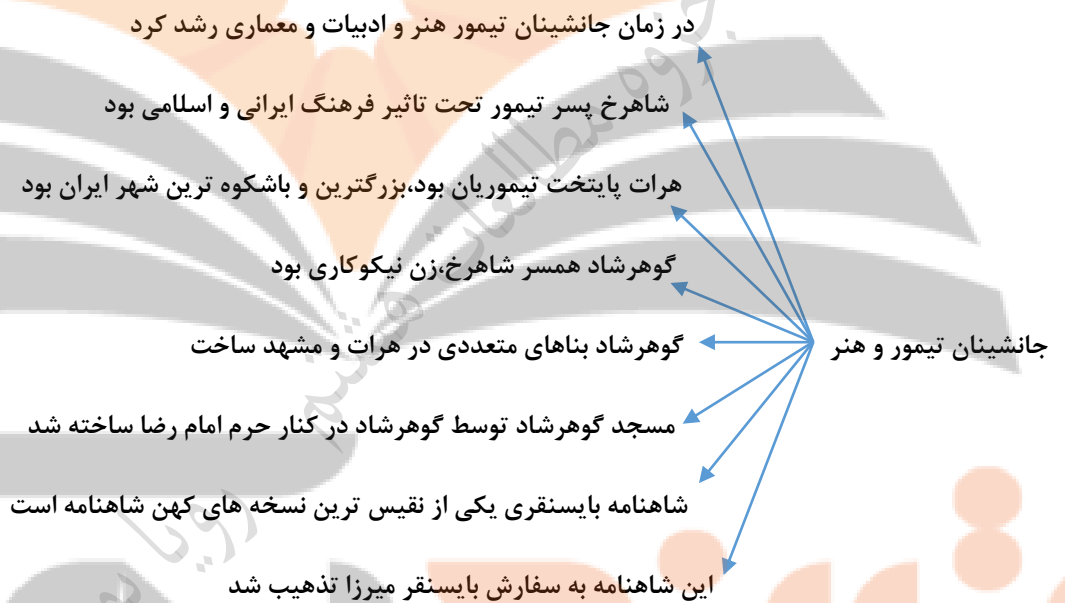 در زمان جانشینان تیمور هنر و ادبیات و معماری رشد کرد
شاهرخ پسر تیمور تحت تاثیر فرهنگ ایرانی و اسلامی بود
هرات پایتخت تیموریان بود،بزرگترین و باشکوه ترین شهر ایران بود
گوهرشاد همسر شاهرخ،زن نیکوکاری بود
جانشینان تیمور و هنر
گوهرشاد بناهای متعددی در هرات و مشهد ساخت
مسجد گوهرشاد توسط گوهرشاد در کنار حرم امام رضا ساخته شد
شاهنامه بایسنقری یکی از نقیس ترین نسخه های کهن شاهنامه است
این شاهنامه به سفارش بایسنقر میرزا تذهیب شد
جزوه مطالعات هشتم